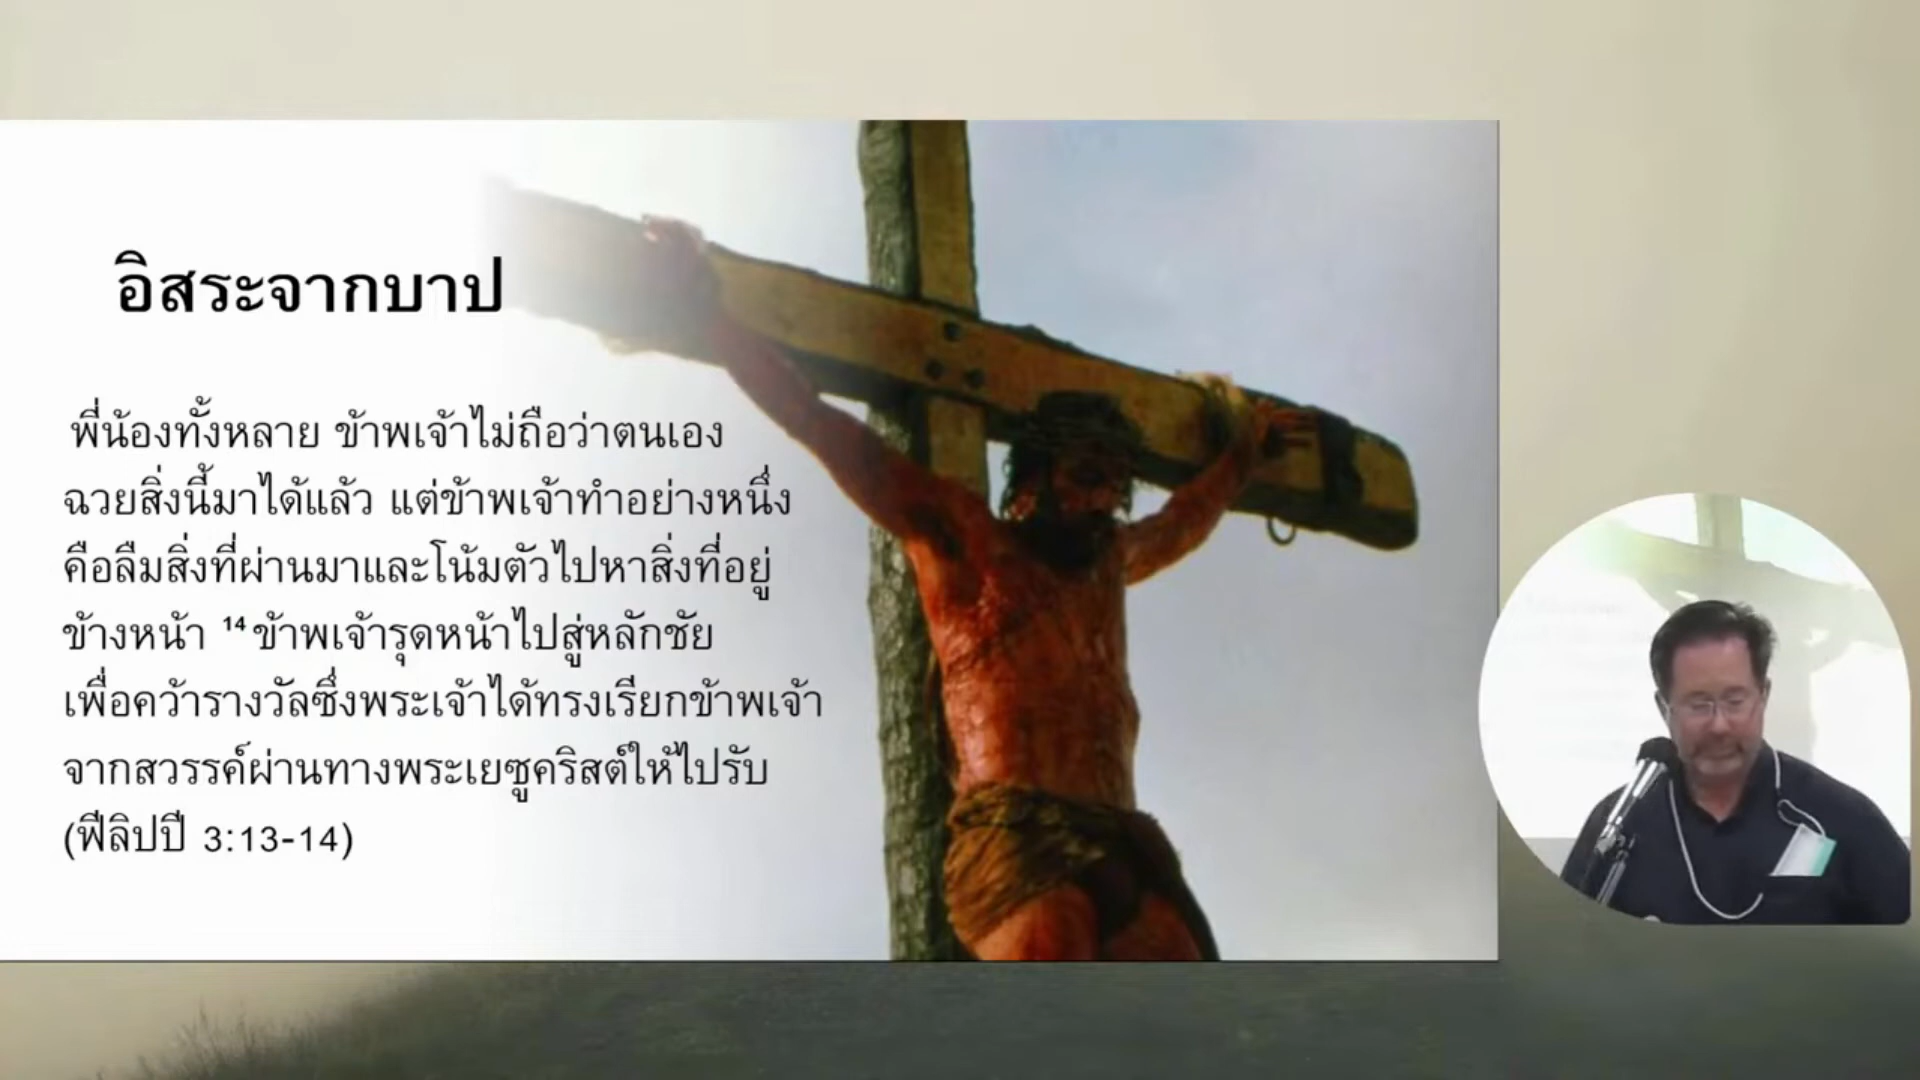 อิสระจากบาป
พี่น้องทั้งหลาย ข้าพเจ้าไม่ถือว่าตนเอง
ฉวยสิ่งนี้มาได้แล้ว แต่ข้าพเจ้าทำอย่างหนึ่ง
คือลืมสิ่งที่ผ่านมาและโน้มตัวไปหาสิ่งที่อยู่
ข้างหน้า ¹⁴ ข้าพเจ้ารุดหน้าไปสู่หลักชัย
เพื่อคว้ารางวัลซึ่งพระเจ้าได้ทรงเรียกข้าพเจ้า
จากสวรรค์ผ่านทางพระเยซูคริสต์ให้ไปรับ
(ฟีลิปปี 3:13-14)